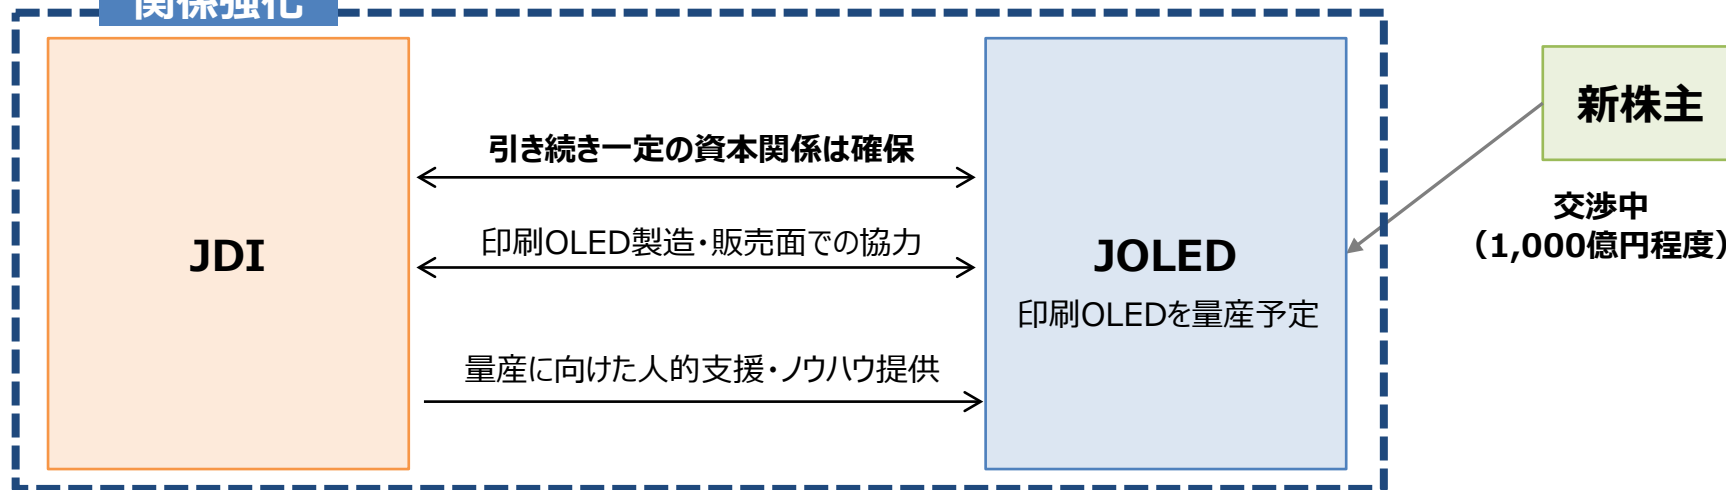 関係強化
JDI
引き続き一定の資本関係は確保
印刷OLED製造・販売面での協力
量産に向けた人的支援・ノウハウ提供
JOLED
印刷OLEDを量産予定
新株主
交渉中
（1,000億円程度）